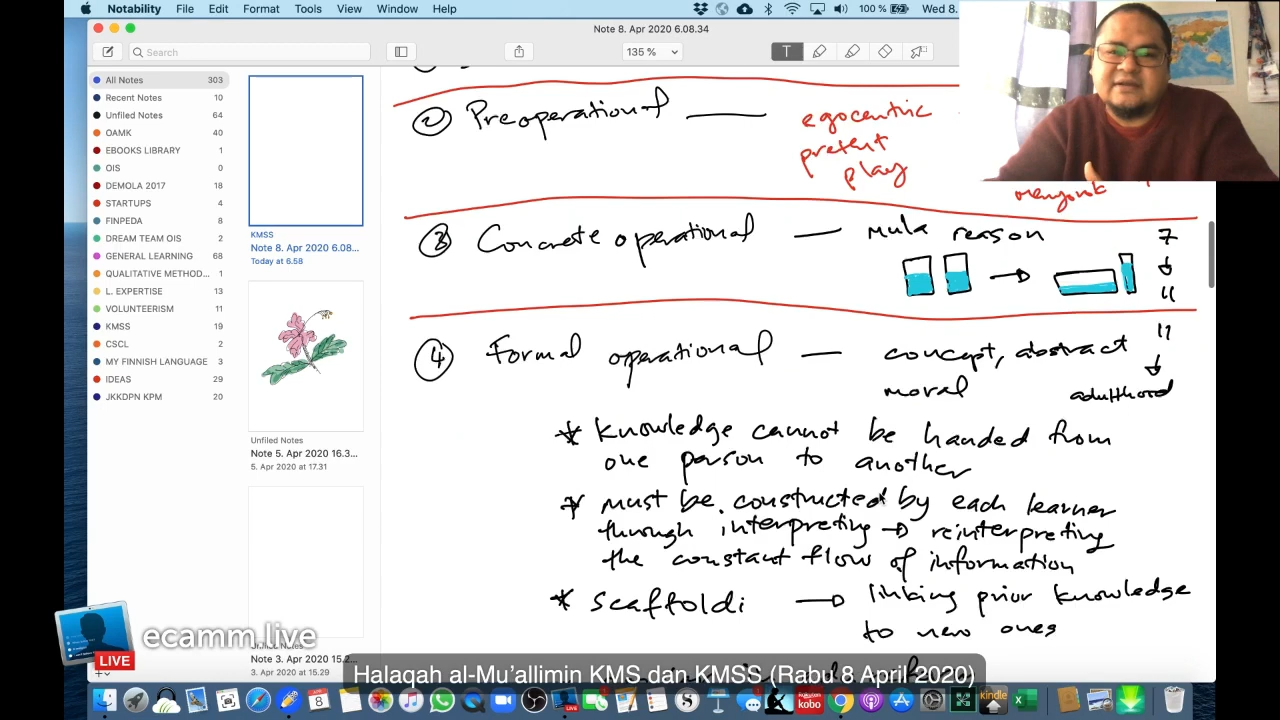 Notability File Edit Format Tools View Window Help 100 % Wed 8.
Note 8. Apr 2020 6.08.34
Search
135 %
All Notes 303
Recent Notes 10
Unfiled Notes 64
OAMK 40
EBOOKS LIBRARY 1
OIS 0
DEMOLA 2017 18
STARTUPS 4
FINPEDA 8
DREAM TEAM OIS 2
GENERAL LEARNING 68
QUALITATIVE METHOD... 1
L. EXPERTISE 13
VOLUNTEERISM 11
KMSS 19
CSCL 2
MY FINNISH LANGUAGE 3
IDEAS 29
JKKDPN KPM 20
KMSS
Note 8. Apr 2020 6.08...
Today at 6.58
Unfiled Notes
Note 5. Apr 2020 16.3...
5. Apr 2020 at 17.31
Note 3. Apr 2020 15.2...
3. Apr 2020 at 15.29
② Preoperational — egocentric
pretent
play
③ Concrete operational — mula reason
7
11
④ Formal operational — concept, abstract
moral
11
adulthood
* knowledge cannot be handed from
one person to another
* must be constructed by each learner
through interpreting → reinterpreting
the constant flow of information
* scaffoldi → linking prior knowledge
to new ones
ecamm live
LIVE
Halaqah al-Mu’allimin KMS dan KMSS (Rabu 8 April 2020)
Rakuten
kobo
kindle